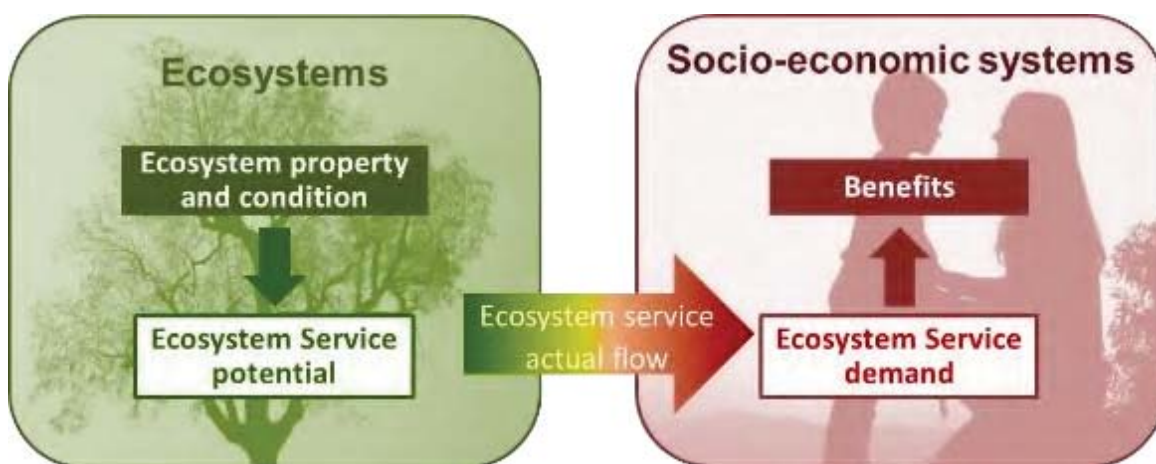 Ecosystems
Ecosystem property
and condition
Ecosystem Service
potential
Ecosystem service
actual flow
Socio-economic systems
Benefits
Ecosystem Service
demand